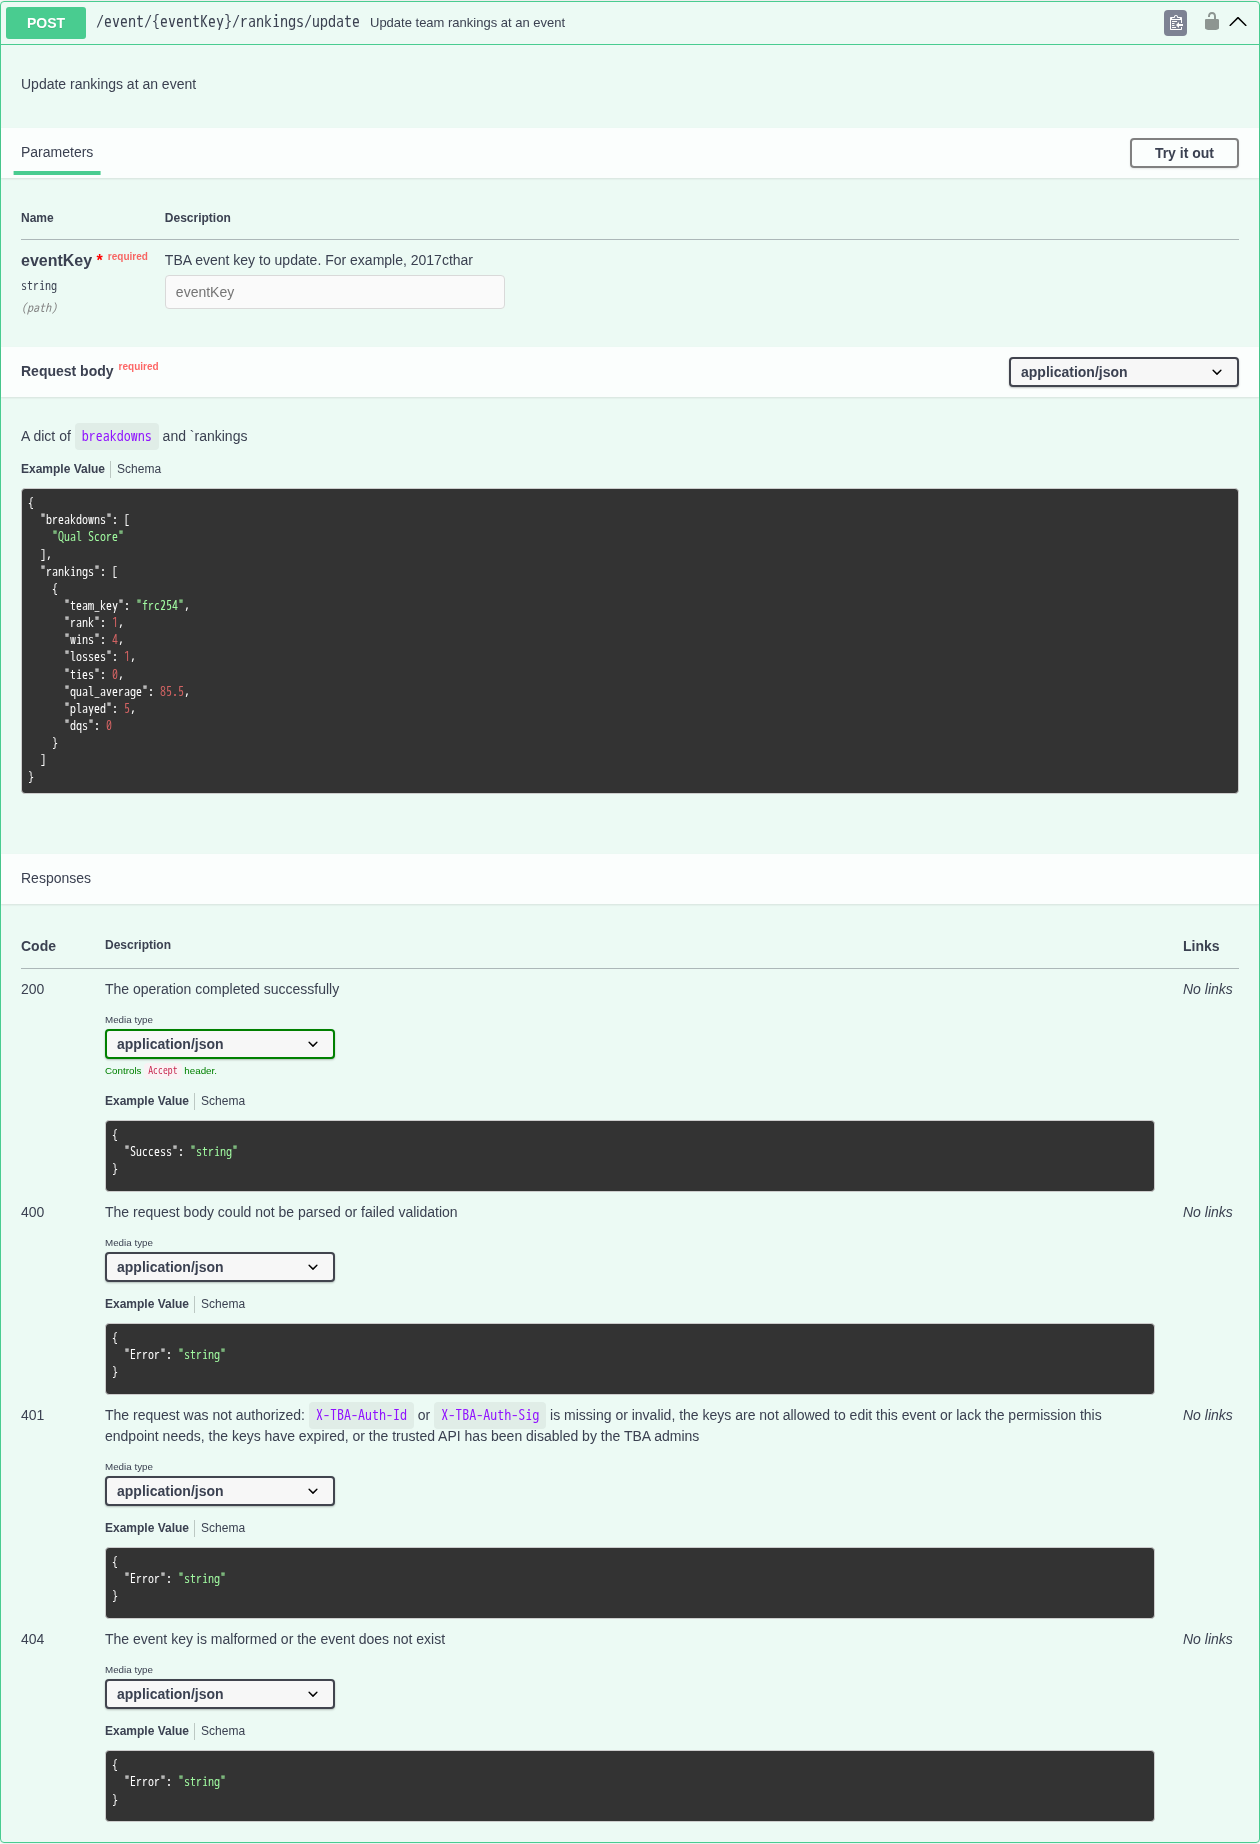 POST /event/{eventKey}/rankings/update Update team rankings at an event
Update rankings at an event
Parameters
Try it out
Name Description
eventKey * required
string
(path)
TBA event key to update. For example, 2017cthar
eventKey
Request body required
application/json
A dict of breakdowns and `rankings
Example Value Schema
{
  "breakdowns": [
    "Qual Score"
  ],
  "rankings": [
    {
      "team_key": "frc254",
      "rank": 1,
      "wins": 4,
      "losses": 1,
      "ties": 0,
      "qual_average": 85.5,
      "played": 5,
      "dqs": 0
    }
  ]
}
Responses
Code Description Links
200 The operation completed successfully No links
Media type
application/json
Controls Accept header.
Example Value Schema
{
  "Success": "string"
}
400 The request body could not be parsed or failed validation No links
Media type
application/json
Example Value Schema
{
  "Error": "string"
}
401 The request was not authorized: X-TBA-Auth-Id or X-TBA-Auth-Sig is missing or invalid, the keys are not allowed to edit this event or lack the permission this No links
endpoint needs, the keys have expired, or the trusted API has been disabled by the TBA admins
Media type
application/json
Example Value Schema
{
  "Error": "string"
}
404 The event key is malformed or the event does not exist No links
Media type
application/json
Example Value Schema
{
  "Error": "string"
}